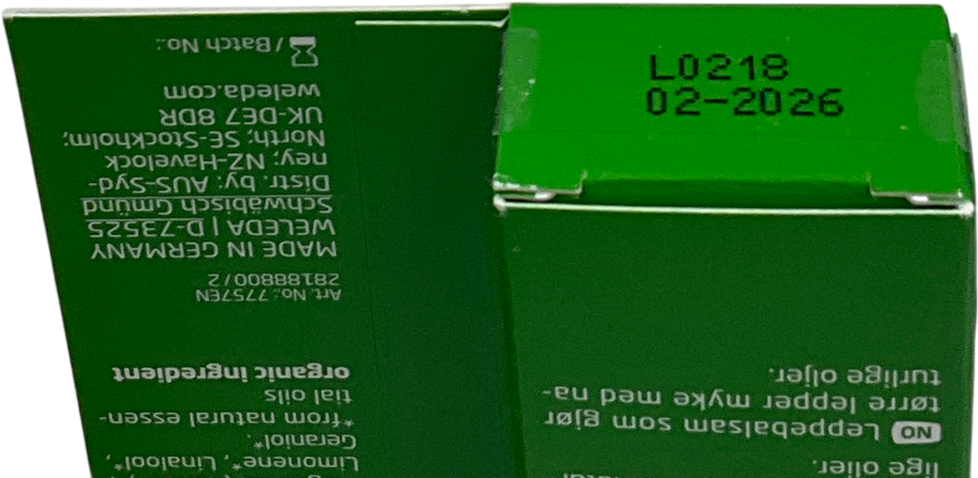 L0218
02-2026
lige oljer.
NO Leppebalsam som gjør
tørre lepper myke med na-
turlige oljer.
Limonene*, Linalool*,
Geraniol*.
*from natural essen-
tial oils
organic ingredient
Art. No.: 7757EN
28188800/2
MADE IN GERMANY
WELEDA | D-73525
Schwäbisch Gmünd
Distr. by: AUS-Syd-
ney; NZ-Havelock
North; SE-Stockholm;
UK-DE7 8DR
weleda.com
/ Batch No.: